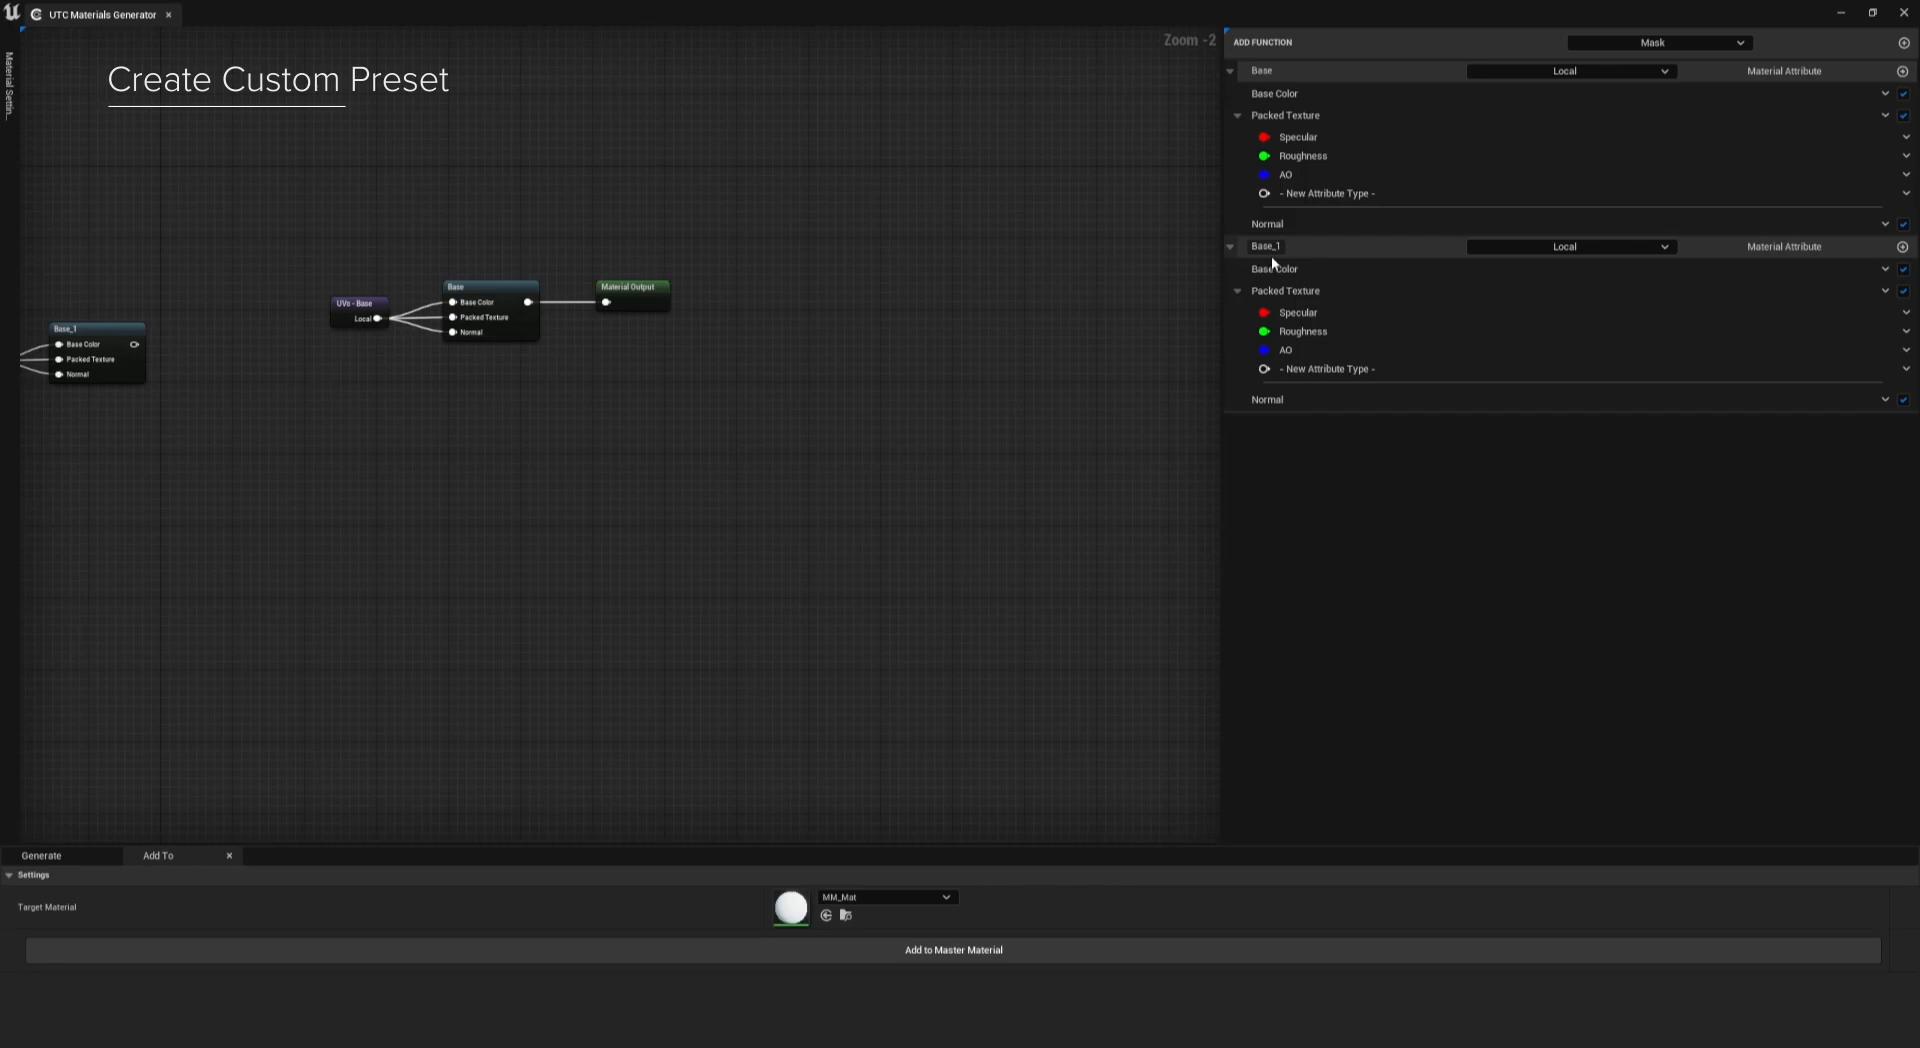 UTC Materials Generator
Zoom -2
Create Custom Preset
Material Settin...
UVs - Base
Local
Base
Base Color
Packed Texture
Normal
Material Output
Base_1
Base Color
Packed Texture
Normal
ADD FUNCTION
Mask
Base
Local
Material Attribute
Base Color
Packed Texture
Specular
Roughness
AO
- New Attribute Type -
Normal
Base_1
Local
Material Attribute
Base Color
Packed Texture
Specular
Roughness
AO
- New Attribute Type -
Normal
Generate
Add To
Settings
Target Material
MM_Mat
Add to Master Material